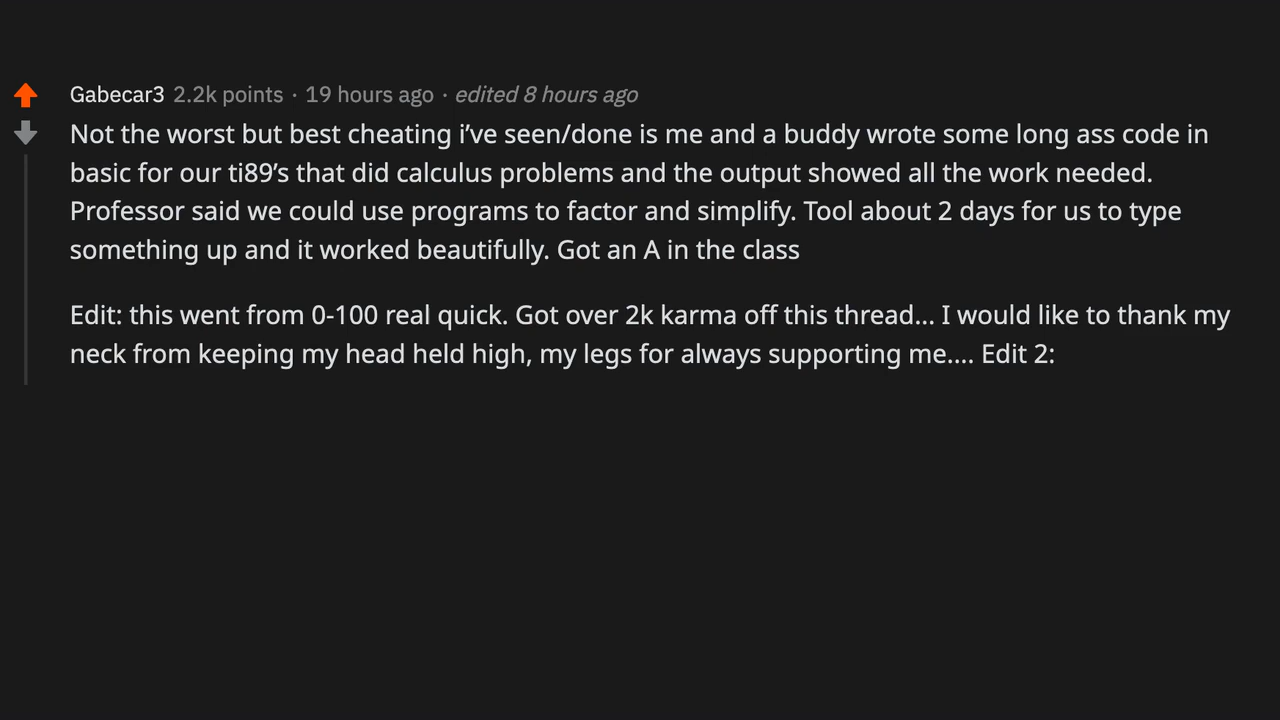 Gabecar3 2.2k points · 19 hours ago · edited 8 hours ago
Not the worst but best cheating i’ve seen/done is me and a buddy wrote some long ass code in
basic for our ti89’s that did calculus problems and the output showed all the work needed.
Professor said we could use programs to factor and simplify. Tool about 2 days for us to type
something up and it worked beautifully. Got an A in the class
Edit: this went from 0-100 real quick. Got over 2k karma off this thread... I would like to thank my
neck from keeping my head held high, my legs for always supporting me.... Edit 2: